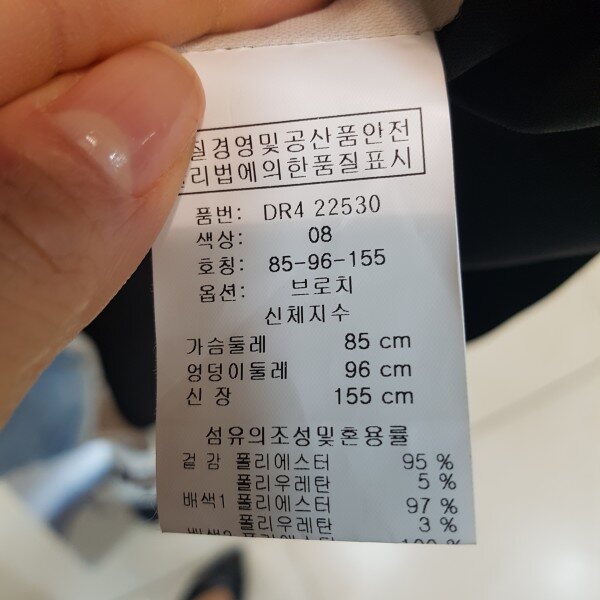 질경영및공산품안전
리법에의한품질표시
품번: DR4 22530
색상: 08
호칭: 85-96-155
옵션: 브로치
신체지수
가슴둘레 85 cm
엉덩이둘레 96 cm
신 장 155 cm
섬유의조성및혼용률
겉 감 폴리에스터 95 %
폴리우레탄 5 %
배색1 폴리에스터 97 %
폴리우레탄 3 %